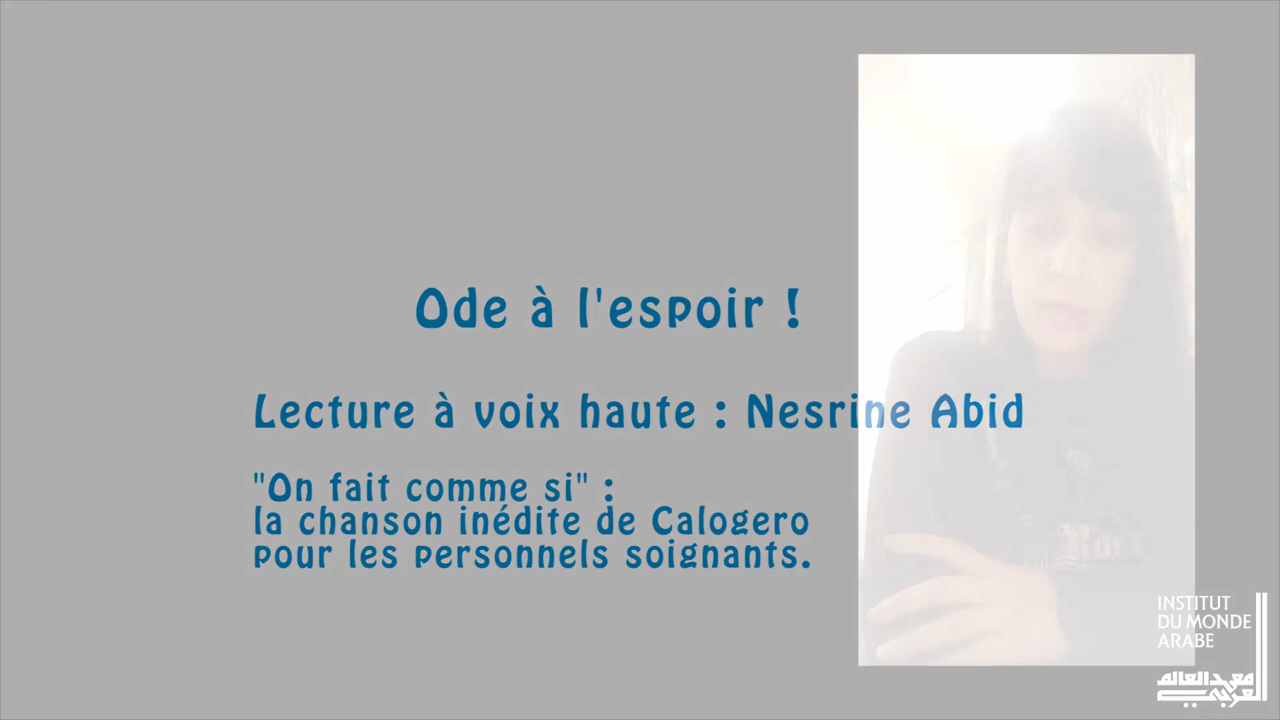 Ode à l'espoir !
Lecture à voix haute : Nesrine Abid
"On fait comme si" :
la chanson inédite de Calogero
pour les personnels soignants.
INSTITUT
DU MONDE
ARABE
معهد العالم
العربي